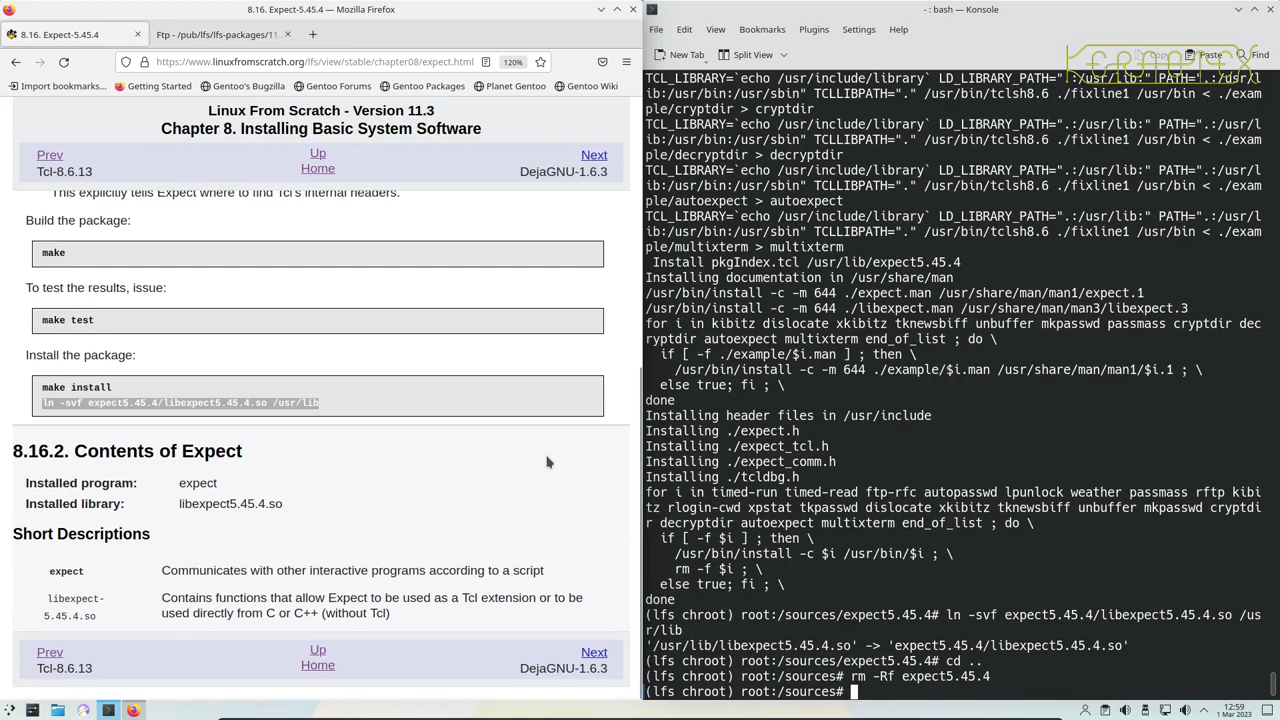 8.16. Expect-5.45.4 — Mozilla Firefox
8.16. Expect-5.45.4
Ftp - /pub/lfs/lfs-packages/11.
https://www.linuxfromscratch.org/lfs/view/stable/chapter08/expect.html
120%
Import bookmarks...
Getting Started
Gentoo's Bugzilla
Gentoo Forums
Gentoo Packages
Planet Gentoo
Gentoo Wiki
Linux From Scratch - Version 11.3
Chapter 8. Installing Basic System Software
Prev
Up
Next
Tcl-8.6.13
Home
DejaGNU-1.6.3
This explicitly tells Expect where to find Tcl's internal headers.
Build the package:
make
To test the results, issue:
make test
Install the package:
make install
ln -svf expect5.45.4/libexpect5.45.4.so /usr/lib
8.16.2. Contents of Expect
Installed program: expect
Installed library: libexpect5.45.4.so
Short Descriptions
expect
Communicates with other interactive programs according to a script
libexpect-
5.45.4.so
Contains functions that allow Expect to be used as a Tcl extension or to be
used directly from C or C++ (without Tcl)
Prev
Up
Next
Tcl-8.6.13
Home
DejaGNU-1.6.3
- : bash — Konsole
File Edit View Bookmarks Plugins Settings Help
New Tab
Split View
Copy
Paste
Find
KERNOTEX
TCL_LIBRARY=`echo /usr/include/library` LD_LIBRARY_PATH=".:/usr/l
ib:/usr/bin:/usr/sbin" TCLLIBPATH="." /usr/bin/tclsh8.6 ./fixline1 /usr/bin < ./exam
ple/cryptdir > cryptdir
TCL_LIBRARY=`echo /usr/include/library` LD_LIBRARY_PATH=".:/usr/lib:" PATH=".:/usr/l
ib:/usr/bin:/usr/sbin" TCLLIBPATH="." /usr/bin/tclsh8.6 ./fixline1 /usr/bin < ./exam
ple/decryptdir > decryptdir
TCL_LIBRARY=`echo /usr/include/library` LD_LIBRARY_PATH=".:/usr/lib:" PATH=".:/usr/l
ib:/usr/bin:/usr/sbin" TCLLIBPATH="." /usr/bin/tclsh8.6 ./fixline1 /usr/bin < ./exam
ple/autoexpect > autoexpect
TCL_LIBRARY=`echo /usr/include/library` LD_LIBRARY_PATH=".:/usr/lib:" PATH=".:/usr/l
ib:/usr/bin:/usr/sbin" TCLLIBPATH="." /usr/bin/tclsh8.6 ./fixline1 /usr/bin < ./exam
ple/multixterm > multixterm
Install pkgIndex.tcl /usr/lib/expect5.45.4
Installing documentation in /usr/share/man
/usr/bin/install -c -m 644 ./expect.man /usr/share/man/man1/expect.1
/usr/bin/install -c -m 644 ./libexpect.man /usr/share/man/man3/libexpect.3
for i in kibitz dislocate xkibitz tknewsbiff unbuffer mkpasswd passmass cryptdir dec
ryptdir autoexpect multixterm end_of_list ; do \
if [ -f ./example/$i.man ] ; then \
/usr/bin/install -c -m 644 ./example/$i.man /usr/share/man/man1/$i.1 ; \
else true; fi ; \
done
Installing header files in /usr/include
Installing ./expect.h
Installing ./expect_tcl.h
Installing ./expect_comm.h
Installing ./tcldbg.h
for i in timed-run timed-read ftp-rfc autopasswd lpunlock weather passmass rftp kibi
tz rlogin-cwd xpstat tkpasswd dislocate xkibitz tknewsbiff unbuffer mkpasswd cryptdi
r decryptdir autoexpect multixterm end_of_list ; do \
if [ -f $i ] ; then \
/usr/bin/install -c $i /usr/bin/$i ; \
rm -f $i ; \
else true; fi ; \
done
(lfs chroot) root:/sources/expect5.45.4# ln -svf expect5.45.4/libexpect5.45.4.so /us
r/lib
'/usr/lib/libexpect5.45.4.so' -> 'expect5.45.4/libexpect5.45.4.so'
(lfs chroot) root:/sources/expect5.45.4# cd ..
(lfs chroot) root:/sources# rm -Rf expect5.45.4
(lfs chroot) root:/sources#
12:59
1 Mar 2023